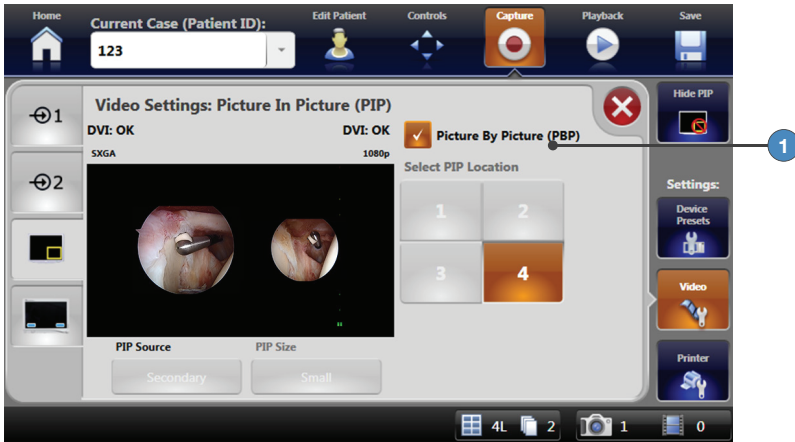 Home
Current Case (Patient ID):
123
Edit Patient
Controls
Capture
Playback
Save
1
2
Video Settings: Picture In Picture (PIP)
DVI: OK
DVI: OK
SXGA
1080p
Picture By Picture (PBP)
1
Select PIP Location
1
2
3
4
PIP Source
PIP Size
Secondary
Small
Hide PIP
Settings:
Device
Presets
Video
Printer
4L
2
1
0